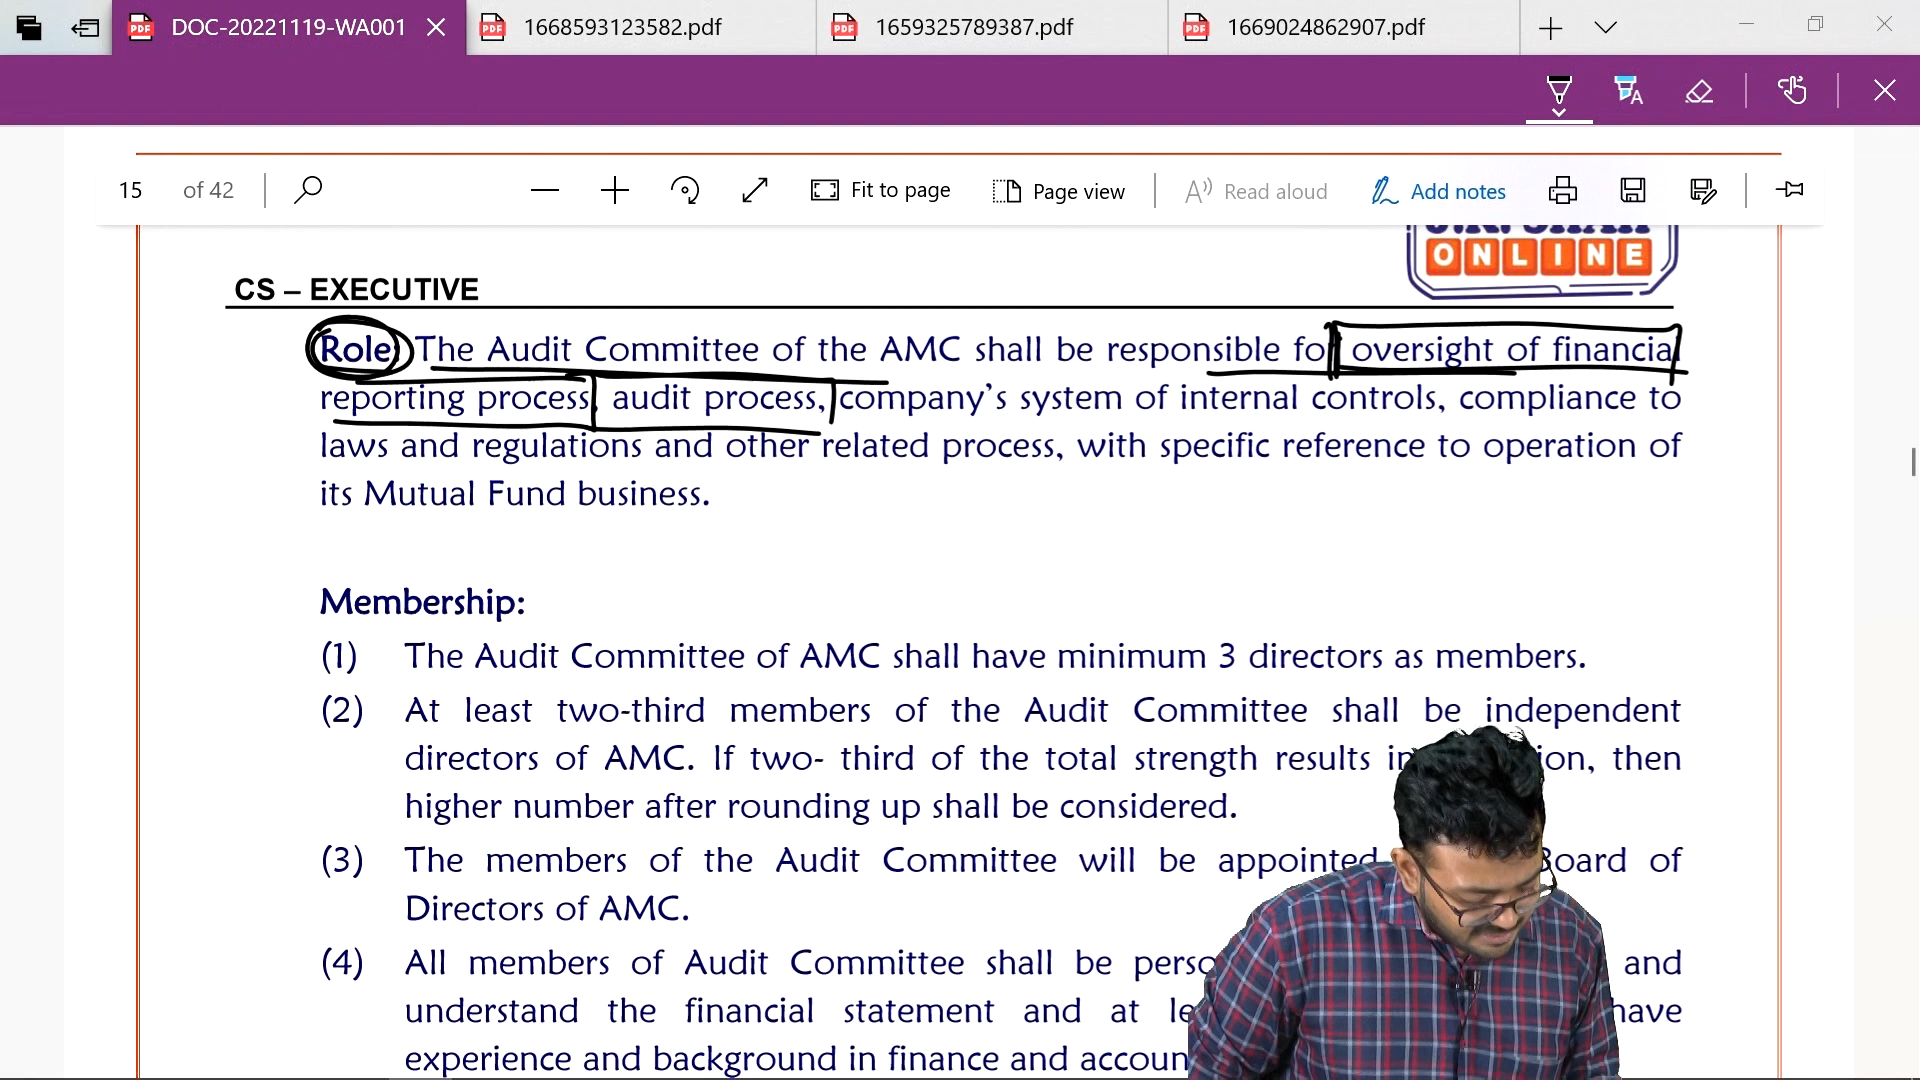 DOC-20221119-WA001
1668593123582.pdf
1659325789387.pdf
1669024862907.pdf
15 of 42
Fit to page
Page view
Read aloud
Add notes
ONLINE
CS – EXECUTIVE
Role: The Audit Committee of the AMC shall be responsible for oversight of financial
reporting process, audit process, company’s system of internal controls, compliance to
laws and regulations and other related process, with specific reference to operation of
its Mutual Fund business.
Membership:
(1) The Audit Committee of AMC shall have minimum 3 directors as members.
(2) At least two-third members of the Audit Committee shall be independent
directors of AMC. If two- third of the total strength results in then
higher number after rounding up shall be considered.
(3) The members of the Audit Committee will be appointed Board of
Directors of AMC.
(4) All members of Audit Committee shall be and
understand the financial statement and at have
experience and background in finance and